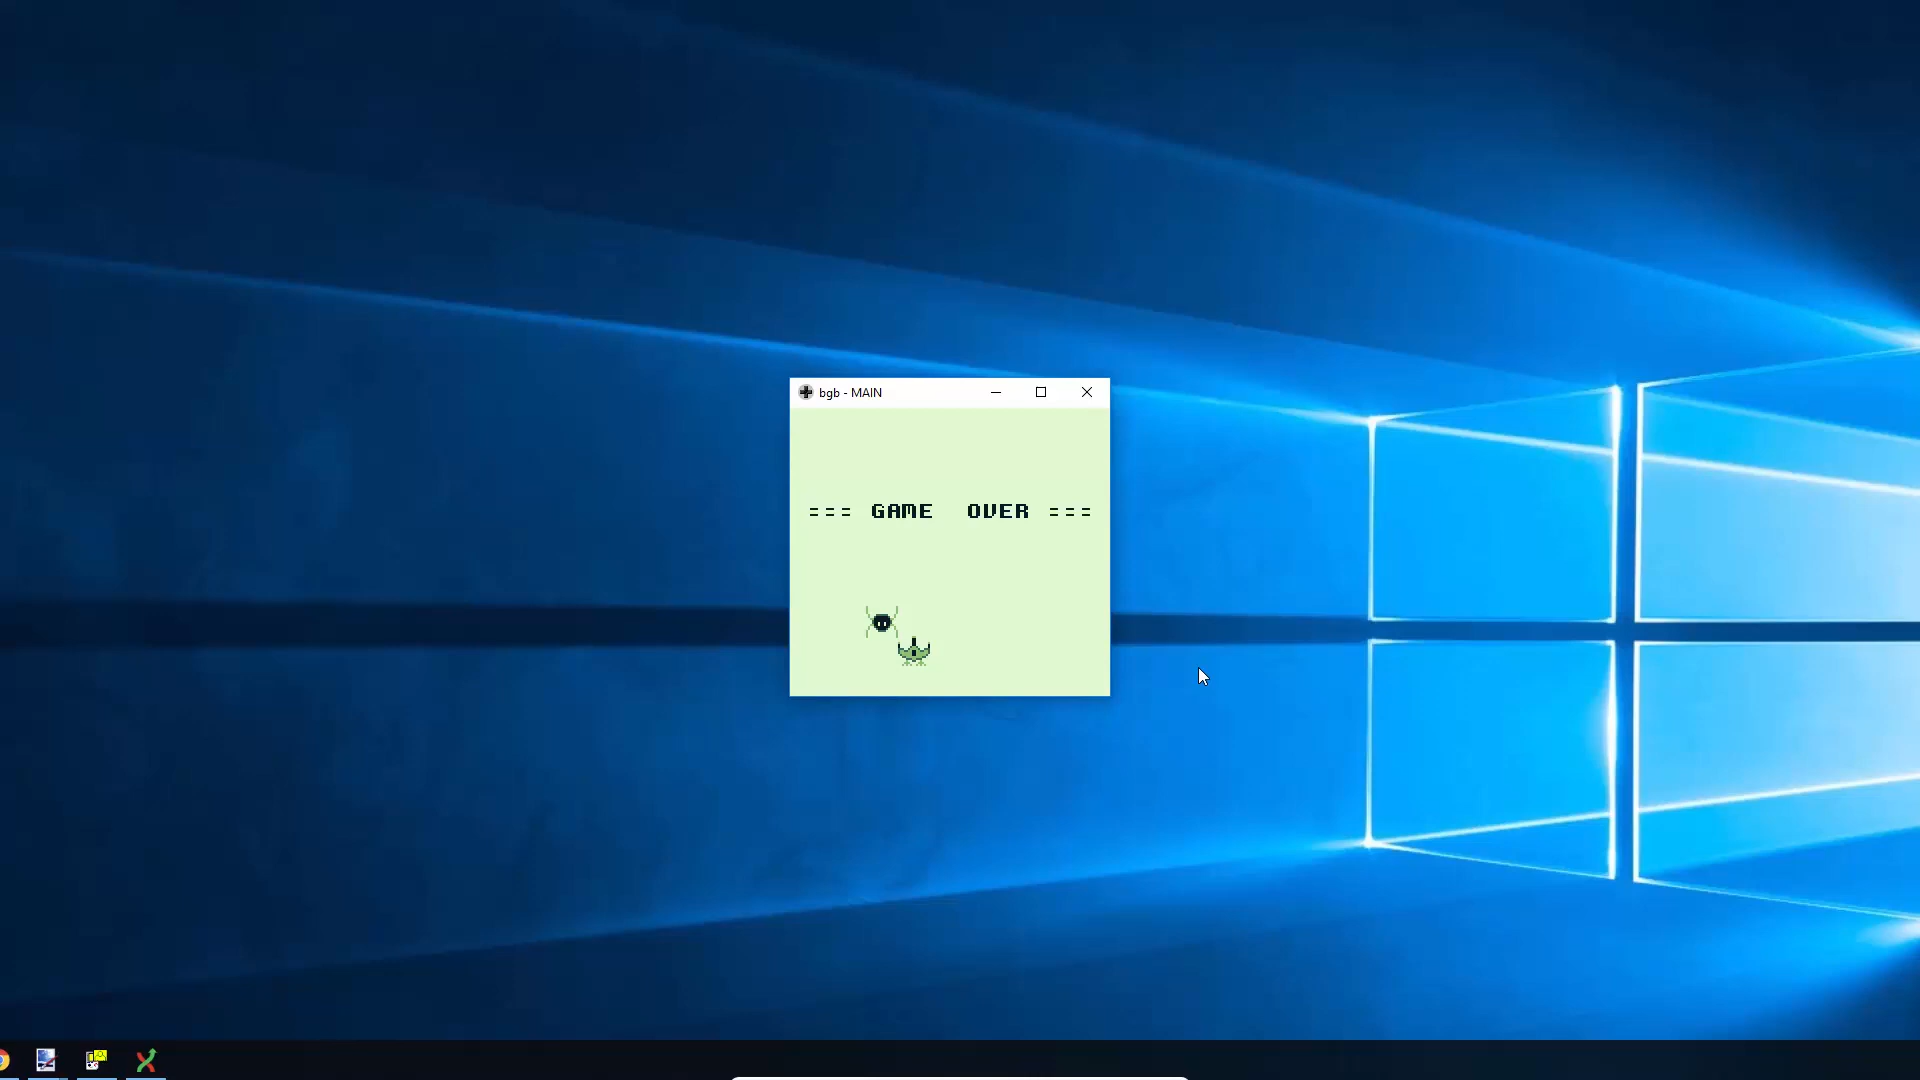 bgb - MAIN
=== GAME  OVER ===